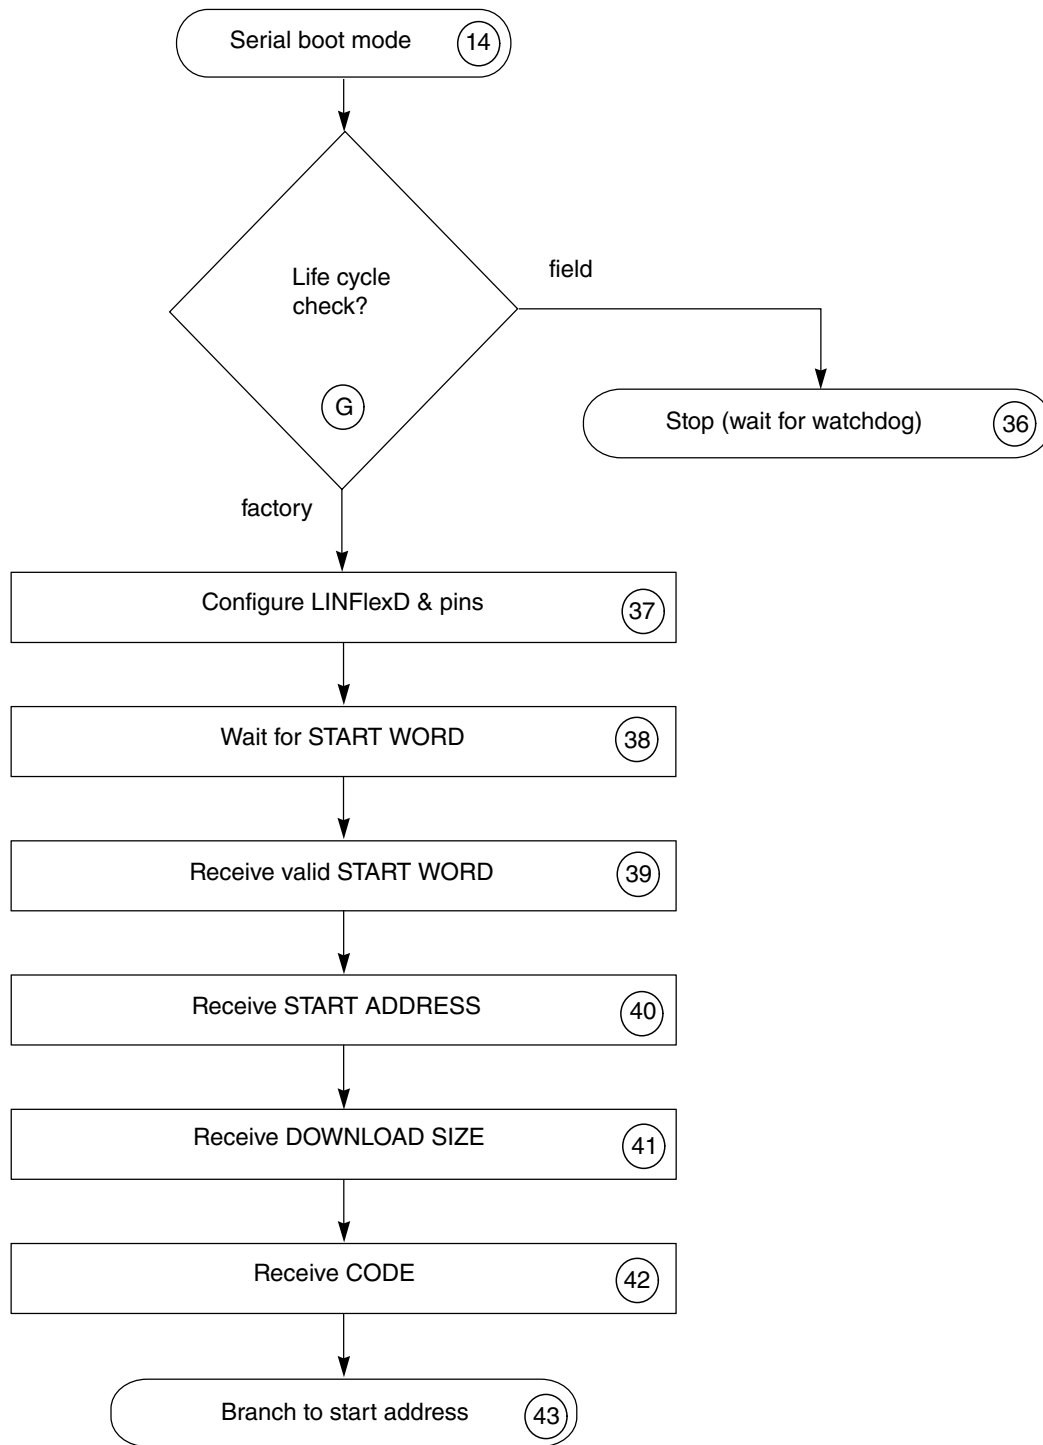 Serial boot mode 14
Life cycle
check?
field
G
Stop (wait for watchdog) 36
factory
Configure LINFlexD & pins 37
Wait for START WORD 38
Receive valid START WORD 39
Receive START ADDRESS 40
Receive DOWNLOAD SIZE 41
Receive CODE 42
Branch to start address 43